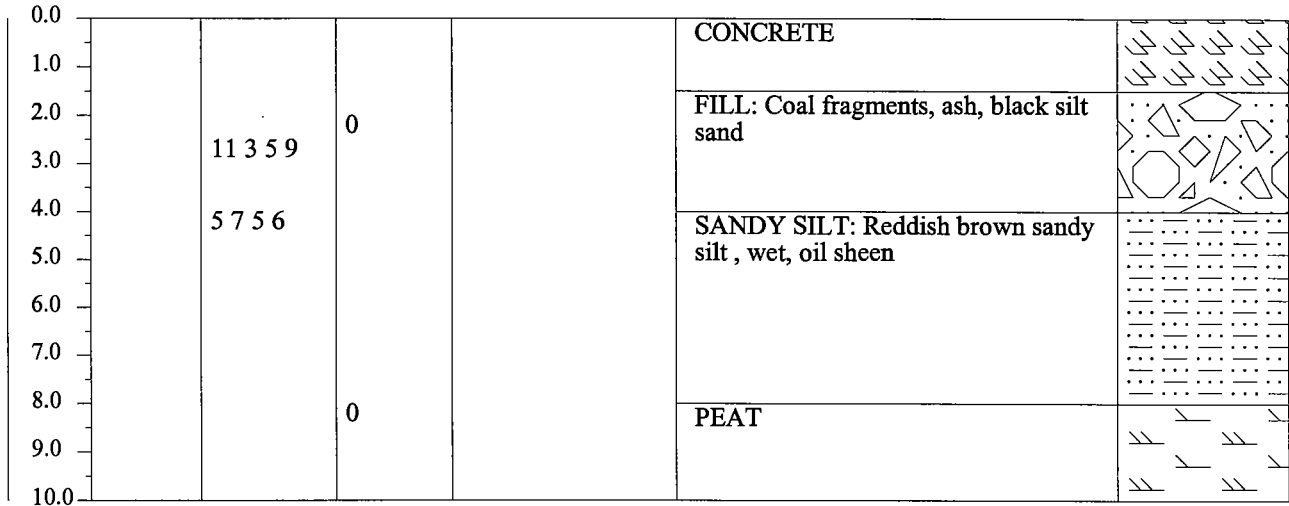 0.0
CONCRETE
1.0
FILL: Coal fragments, ash, black silt
2.0
0
sand
11 3 5 9
3.0
4.0
5 7 5 6
SANDY SILT: Reddish brown sandy
silt , wet, oil sheen
5.0
6.0
7.0
8.0
0
PEAT
9.0
10.0